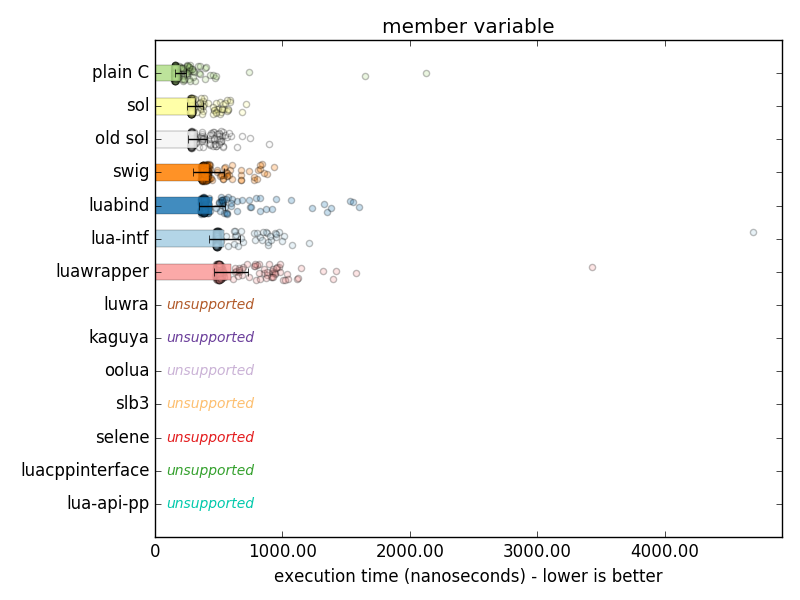 member variable
plain C
sol
old sol
swig
luabind
lua-intf
luawrapper
luwra unsupported
kaguya unsupported
oolua unsupported
slb3 unsupported
selene unsupported
luacppinterface unsupported
lua-api-pp unsupported
0 1000.00 2000.00 3000.00 4000.00
execution time (nanoseconds) - lower is better